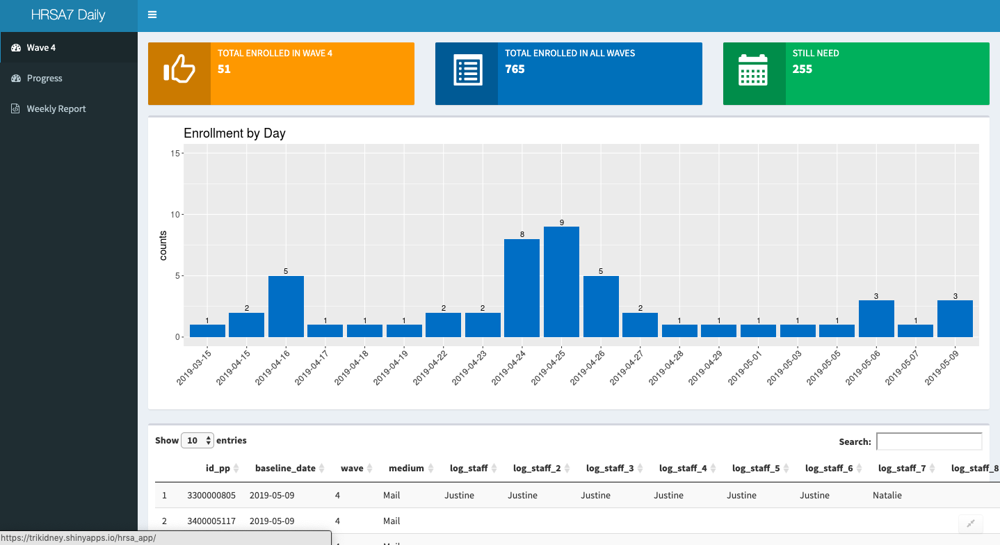 HRSA7 Daily
Wave 4
Progress
Weekly Report
TOTAL ENROLLED IN WAVE 4
51
TOTAL ENROLLED IN ALL WAVES
765
STILL NEED
255
Enrollment by Day
counts
15
10
5
0
1 2 5 1 1 1 2 2 8 9 5 2 1 1 1 1 1 3 1 3
2019-03-15 2019-04-15 2019-04-16 2019-04-17 2019-04-18 2019-04-19 2019-04-22 2019-04-23 2019-04-24 2019-04-25 2019-04-26 2019-04-27 2019-04-28 2019-04-29 2019-05-01 2019-05-03 2019-05-05 2019-05-06 2019-05-07 2019-05-09
Show 10 entries
Search:
id_pp baseline_date wave medium log_staff log_staff_2 log_staff_3 log_staff_4 log_staff_5 log_staff_6 log_staff_7 log_staff_8
1 3300000805 2019-05-09 4 Mail Justine Justine Justine Justine Justine Justine Natalie
2 3400005117 2019-05-09 4 Mail
https://trikidney.shinyapps.io/hrsa_app/